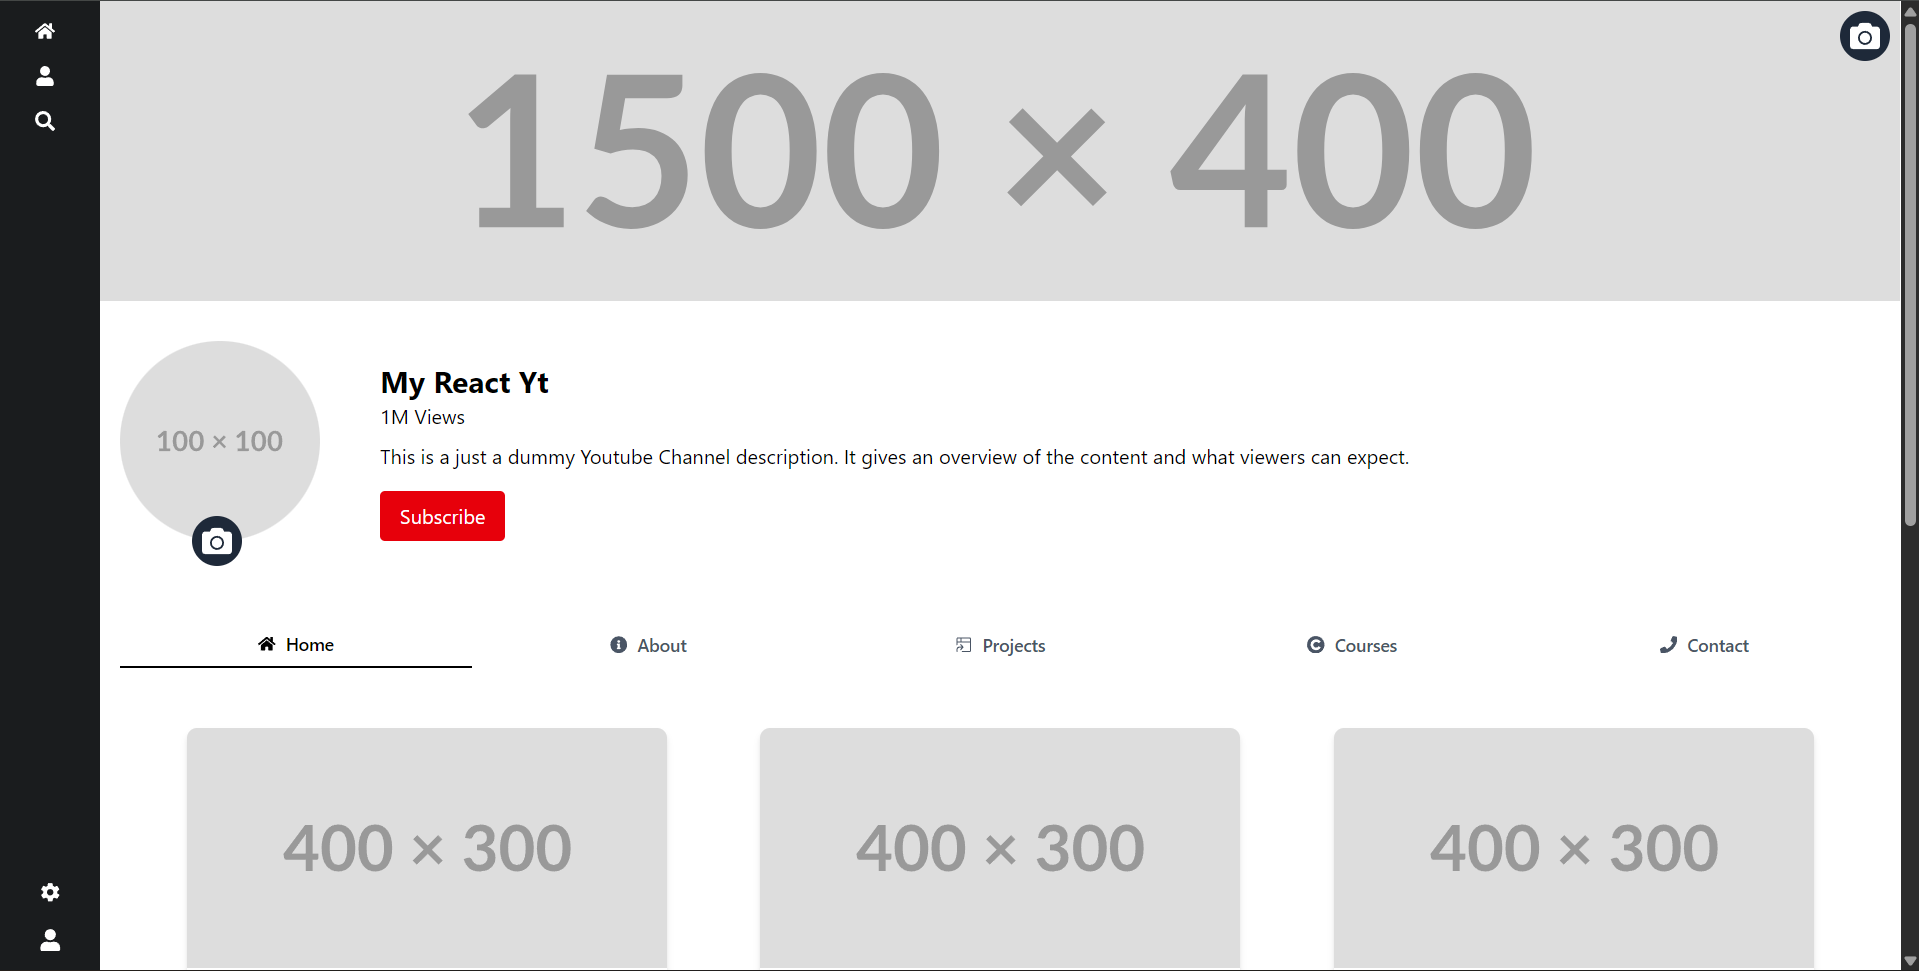 1500 × 400
100 × 100
My React Yt
1M Views
This is a just a dummy Youtube Channel description. It gives an overview of the content and what viewers can expect.
Subscribe
Home
About
Projects
Courses
Contact
400 × 300
400 × 300
400 × 300